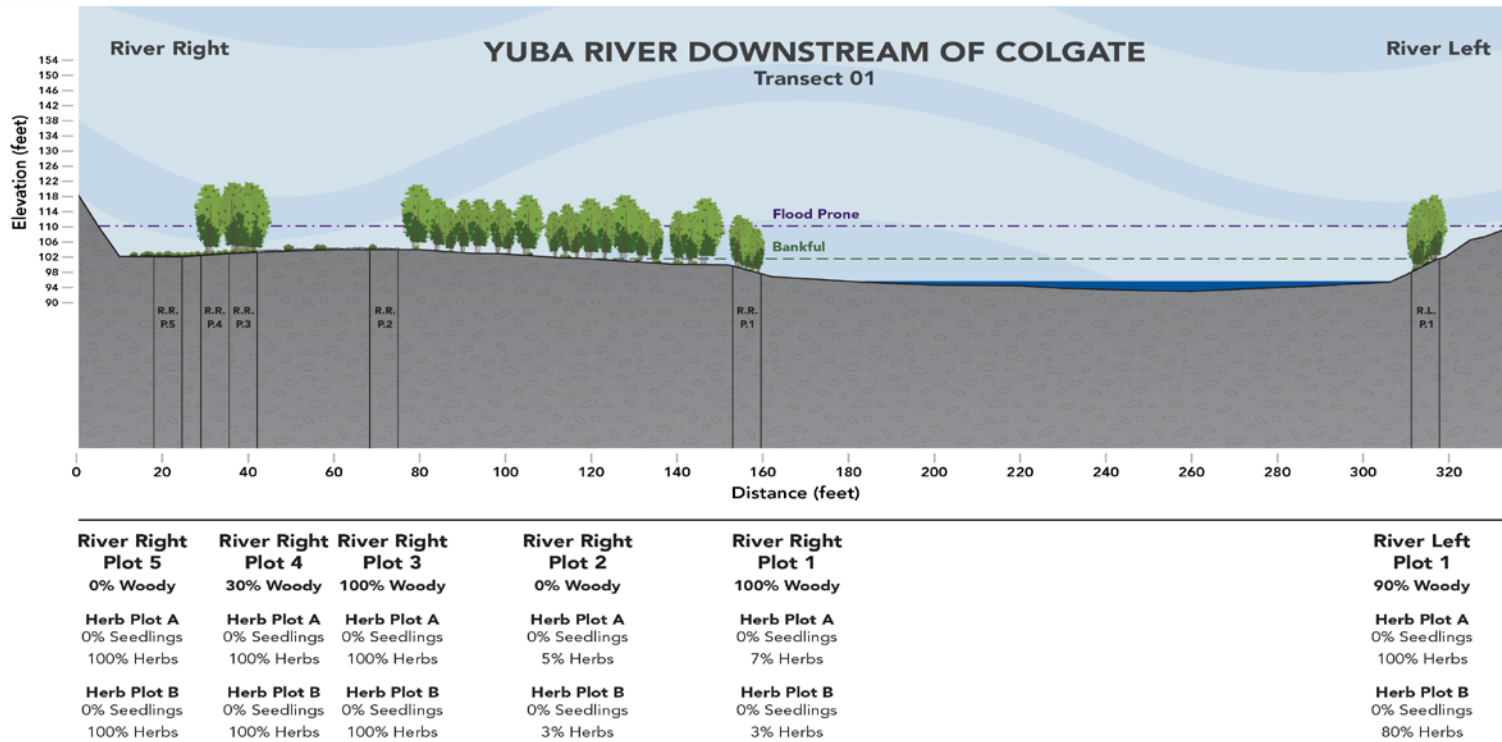 River Right
YUBA RIVER DOWNSTREAM OF COLGATE
River Left
Transect 01
Elevation (feet)
154
150
146
142
138
134
130
126
122
118
114
110
106
102
98
94
90
Flood Prone
Bankful
R.R.
P.5
R.R.
P.4
R.R.
P.3
R.R.
P.2
R.R.
P.1
R.L.
P.1
0 20 40 60 80 100 120 140 160 180 200 220 240 260 280 300 320
Distance (feet)
River Right
Plot 5
0% Woody
Herb Plot A
0% Seedlings
100% Herbs
Herb Plot B
0% Seedlings
100% Herbs
River Right
Plot 4
30% Woody
Herb Plot A
0% Seedlings
100% Herbs
Herb Plot B
0% Seedlings
100% Herbs
River Right
Plot 3
100% Woody
Herb Plot A
0% Seedlings
100% Herbs
Herb Plot B
0% Seedlings
100% Herbs
River Right
Plot 2
0% Woody
Herb Plot A
0% Seedlings
5% Herbs
Herb Plot B
0% Seedlings
3% Herbs
River Right
Plot 1
100% Woody
Herb Plot A
0% Seedlings
7% Herbs
Herb Plot B
0% Seedlings
3% Herbs
River Left
Plot 1
90% Woody
Herb Plot A
0% Seedlings
100% Herbs
Herb Plot B
0% Seedlings
80% Herbs